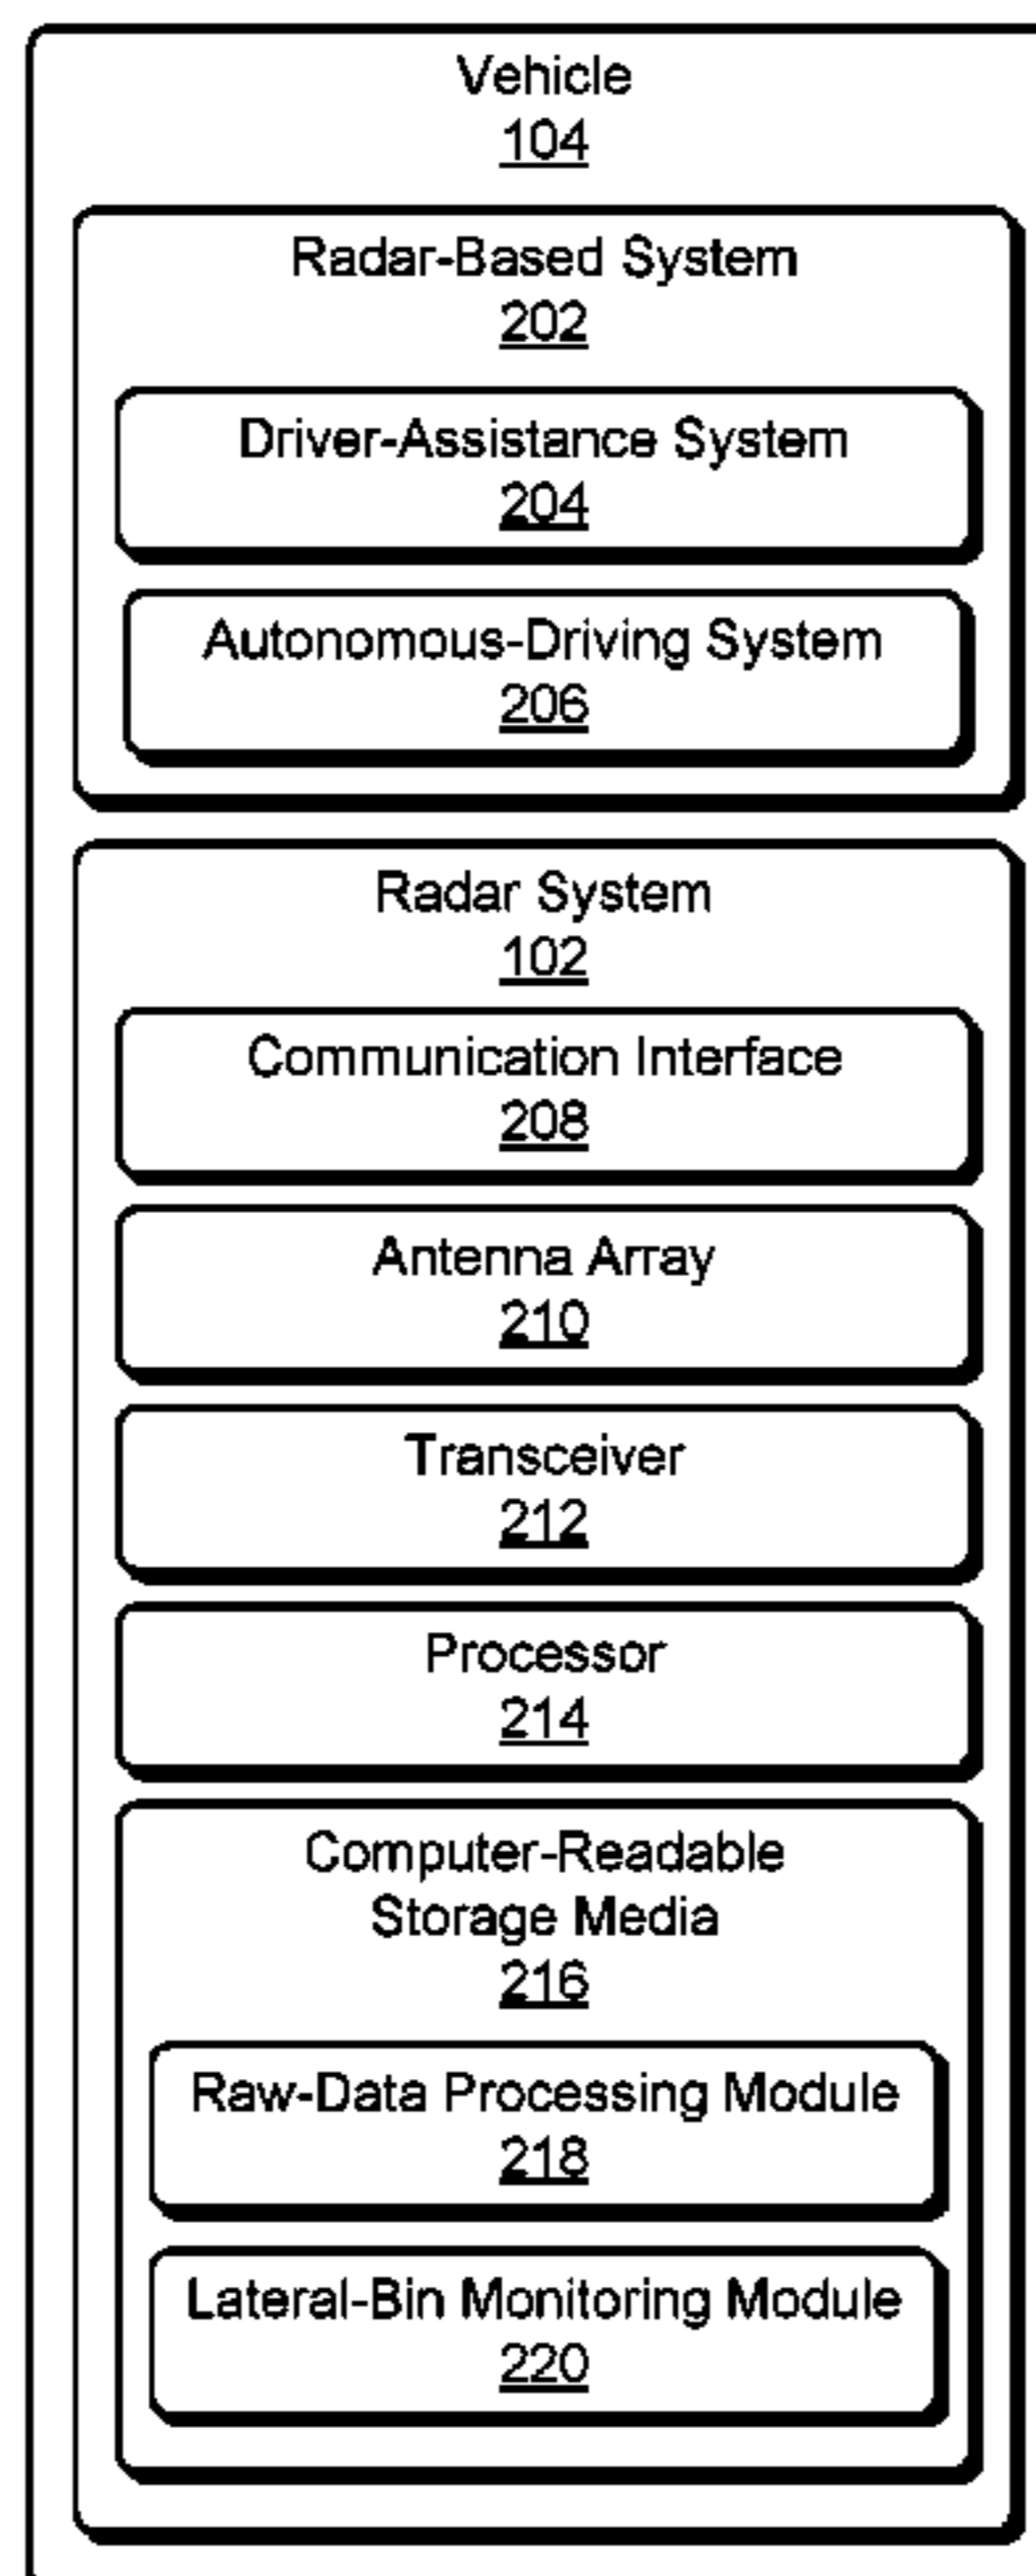 Vehicle
104
Radar-Based System
202
Driver-Assistance System
204
Autonomous-Driving System
206
Radar System
102
Communication Interface
208
Antenna Array
210
Transceiver
212
Processor
214
Computer-Readable
Storage Media
216
Raw-Data Processing Module
218
Lateral-Bin Monitoring Module
220